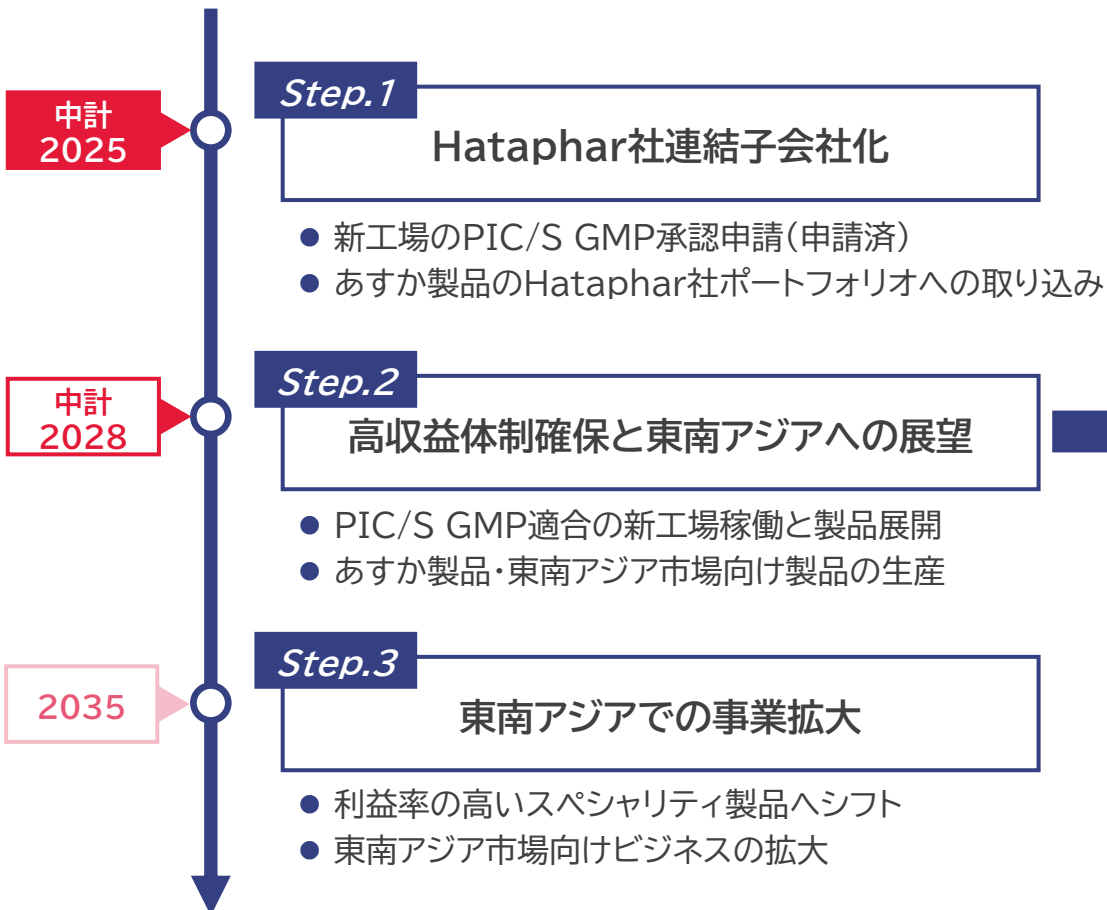 中計
2025
Step.1
Hataphar社連結子会社化
● 新工場のPIC/S GMP承認申請(申請済)
● あすか製品のHataphar社ポートフォリオへの取り込み
中計
2028
Step.2
高収益体制確保と東南アジアへの展望
● PIC/S GMP適合の新工場稼働と製品展開
● あすか製品・東南アジア市場向け製品の生産
2035
Step.3
東南アジアでの事業拡大
● 利益率の高いスペシャリティ製品へシフト
● 東南アジア市場向けビジネスの拡大